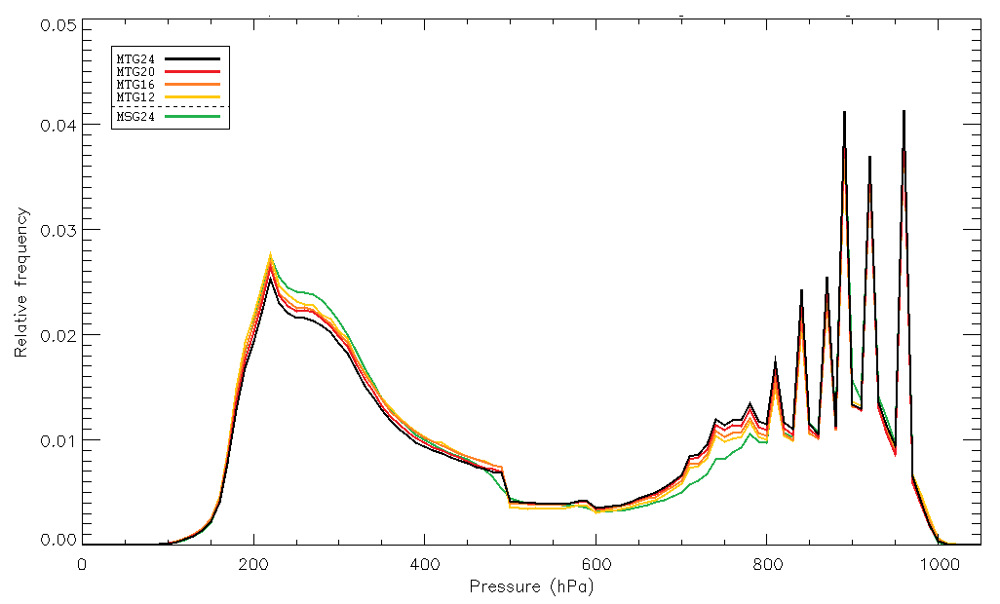 0.05
0.04
0.03
0.02
0.01
0.00
Relative frequency
MTG24
MTG20
MTG16
MTG12
MSG24
0 200 400 600 800 1000
Pressure (hPa)